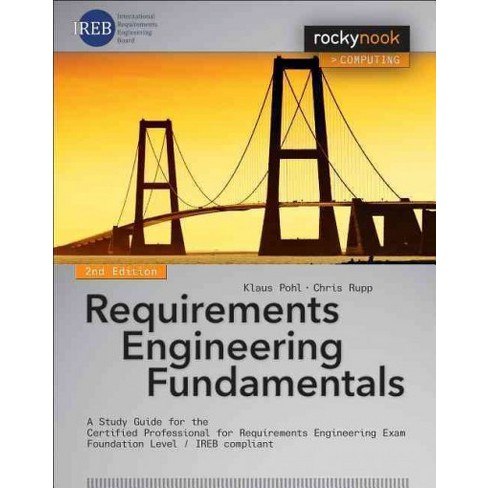 IREB
International
Requirements
Engineering
Board
rockynook
> COMPUTING
2nd Edition
Klaus Pohl · Chris Rupp
Requirements
Engineering
Fundamentals
A Study Guide for the
Certified Professional for Requirements Engineering Exam
Foundation Level / IREB compliant